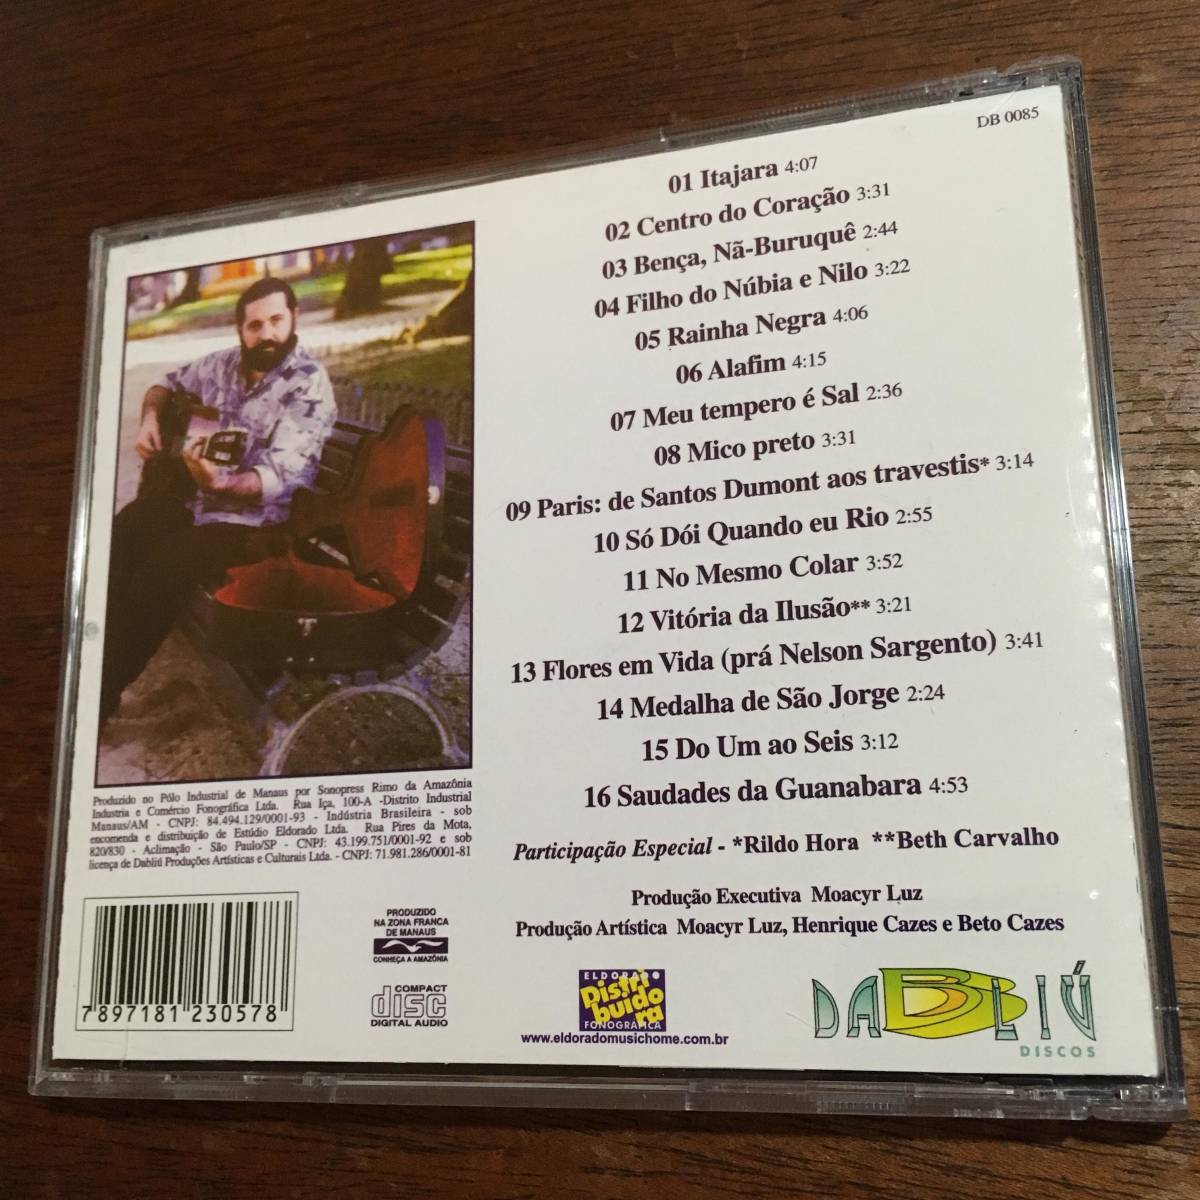 DB 0085
01 Itajara 4:07
02 Centro do Coração 3:31
03 Bença, Nã-Buruquê 2:44
04 Filho do Núbia e Nilo 3:22
05 Rainha Negra 4:06
06 Alafim 4:15
07 Meu tempero é Sal 2:36
08 Mico preto 3:31
09 Paris: de Santos Dumont aos travestis* 3:14
10 Só Dói Quando eu Rio 2:55
11 No Mesmo Colar 3:52
12 Vitória da Ilusão** 3:21
13 Flores em Vida (prá Nelson Sargento) 3:41
14 Medalha de São Jorge 2:24
15 Do Um ao Seis 3:12
16 Saudades da Guanabara 4:53
Participação Especial - *Rildo Hora **Beth Carvalho
Produção Executiva Moacyr Luz
Produção Artística Moacyr Luz, Henrique Cazes e Beto Cazes
Produzido no Pólo Industrial de Manaus por Sonopress Rimo da Amazônia
Industria e Comércio Fonográfica Ltda. Rua Iça, 100-A -Distrito Industrial
Manaus/AM - CNPJ: 84.494.129/0001-93 - Indústria Brasileira - sob
encomenda e distribuição de Estúdio Eldorado Ltda. Rua Pires da Mota,
820/830 - Aclimação - São Paulo/SP - CNPJ: 43.199.751/0001-92 e sob
licença de Dabliú Produções Artísticas e Culturais Ltda. - CNPJ: 71.981.286/0001-81
7 897181 230578
PRODUZIDO
NA ZONA FRANCA
DE MANAUS
CONHEÇA A AMAZÔNIA
COMPACT
disc
DIGITAL AUDIO
ELDORADO
Distri
buido
ra
FONOGRÁFICA
www.eldoradomusichome.com.br
DABLIÚ
DISCOS